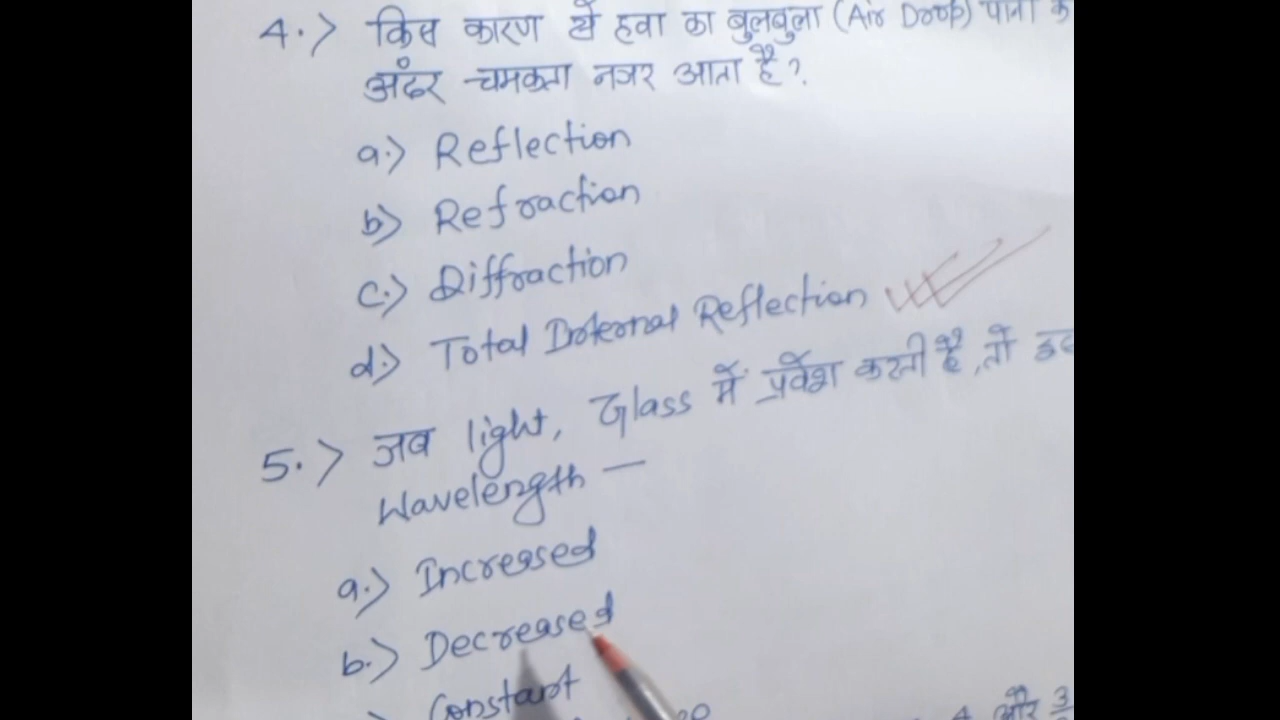 4.> किस कारण से हवा का बुलबुला (Air Drop) पानी के
अंदर चमकता नजर आता है?
a.) Reflection
b) Refraction
c.) Diffraction
d.) Total Internal Reflection
5.> जब light, Glass में प्रवेश करती है, तो
Wavelength —
a.) Increased
b.) Decreased
Constant
और